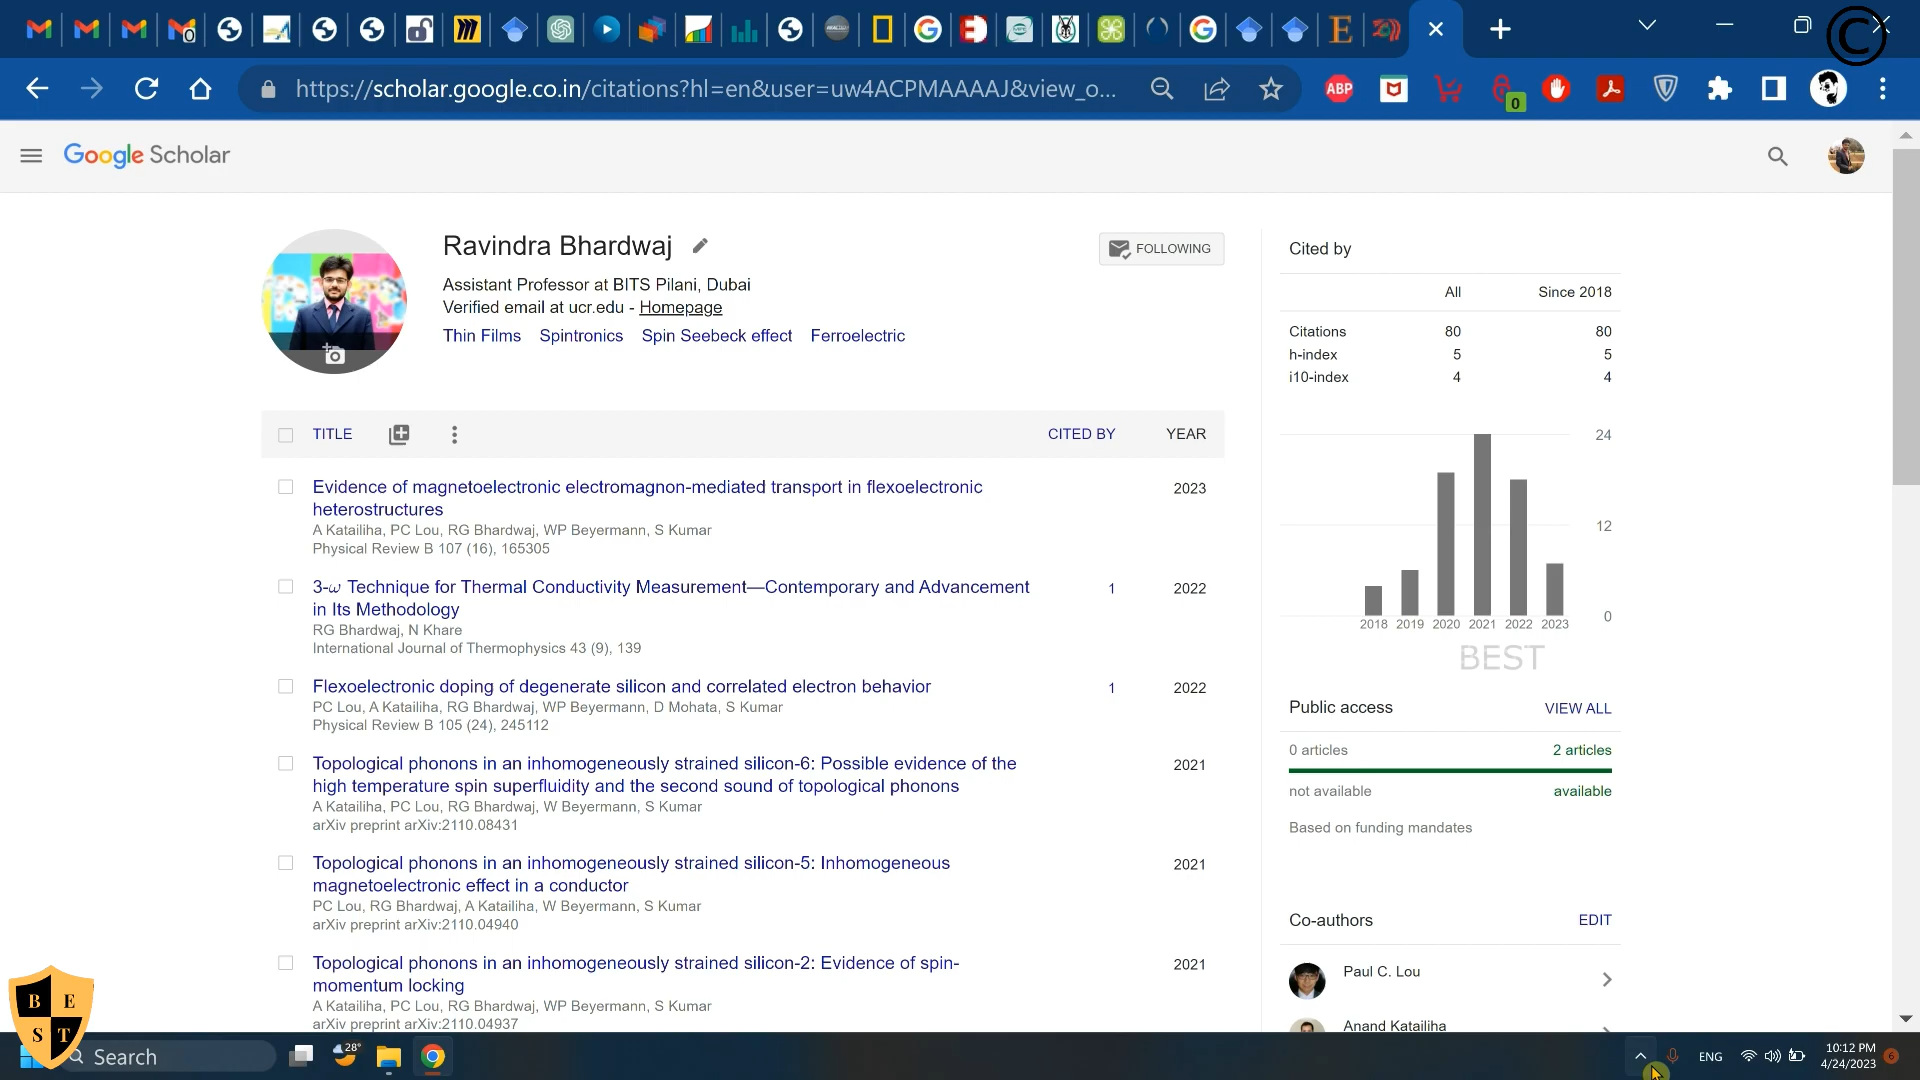 https://scholar.google.co.in/citations?hl=en&user=uw4ACPMAAAAJ&view_o...
ABP
0
©
Google Scholar
Ravindra Bhardwaj
FOLLOWING
Assistant Professor at BITS Pilani, Dubai
Verified email at ucr.edu - Homepage
Thin Films Spintronics Spin Seebeck effect Ferroelectric
TITLE CITED BY YEAR
Evidence of magnetoelectronic electromagnon-mediated transport in flexoelectronic 2023
heterostructures
A Katailiha, PC Lou, RG Bhardwaj, WP Beyermann, S Kumar
Physical Review B 107 (16), 165305
3-ω Technique for Thermal Conductivity Measurement—Contemporary and Advancement 1 2022
in Its Methodology
RG Bhardwaj, N Khare
International Journal of Thermophysics 43 (9), 139
Flexoelectronic doping of degenerate silicon and correlated electron behavior 1 2022
PC Lou, A Katailiha, RG Bhardwaj, WP Beyermann, D Mohata, S Kumar
Physical Review B 105 (24), 245112
Topological phonons in an inhomogeneously strained silicon-6: Possible evidence of the 2021
high temperature spin superfluidity and the second sound of topological phonons
A Katailiha, PC Lou, RG Bhardwaj, W Beyermann, S Kumar
arXiv preprint arXiv:2110.08431
Topological phonons in an inhomogeneously strained silicon-5: Inhomogeneous 2021
magnetoelectronic effect in a conductor
PC Lou, RG Bhardwaj, A Katailiha, W Beyermann, S Kumar
arXiv preprint arXiv:2110.04940
Topological phonons in an inhomogeneously strained silicon-2: Evidence of spin- 2021
momentum locking
A Katailiha, PC Lou, RG Bhardwaj, WP Beyermann, S Kumar
arXiv preprint arXiv:2110.04937
Cited by
All Since 2018
Citations 80 80
h-index 5 5
i10-index 4 4
24
12
0
2018 2019 2020 2021 2022 2023
BEST
Public access VIEW ALL
0 articles 2 articles
not available available
Based on funding mandates
Co-authors EDIT
Paul C. Lou
Anand Katailiha
B E
S T
Search
28°
ENG
10:12 PM
4/24/2023
6